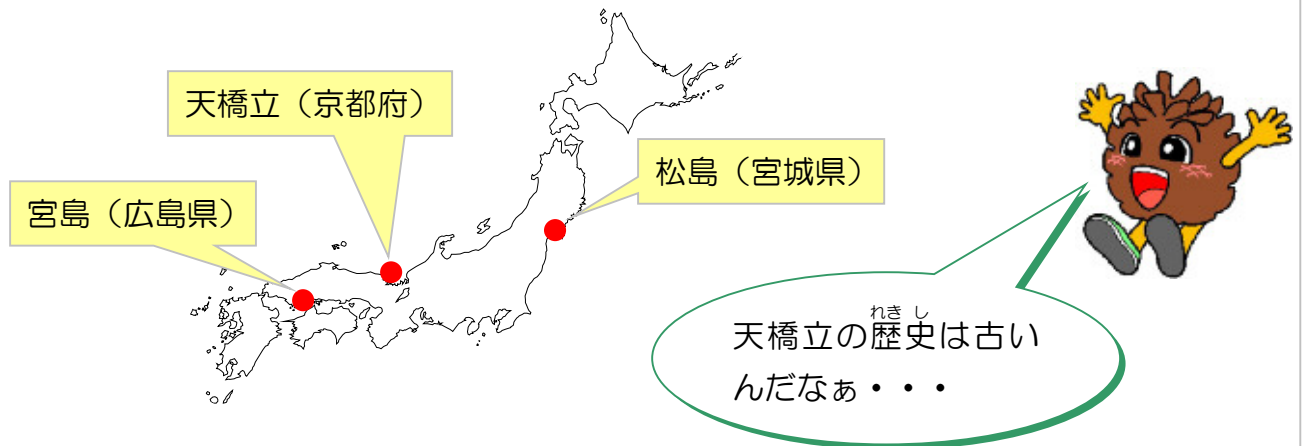 天橋立（京都府）
松島（宮城県）
宮島（広島県）
れきし
天橋立の歴史は古い
んだなぁ・・・